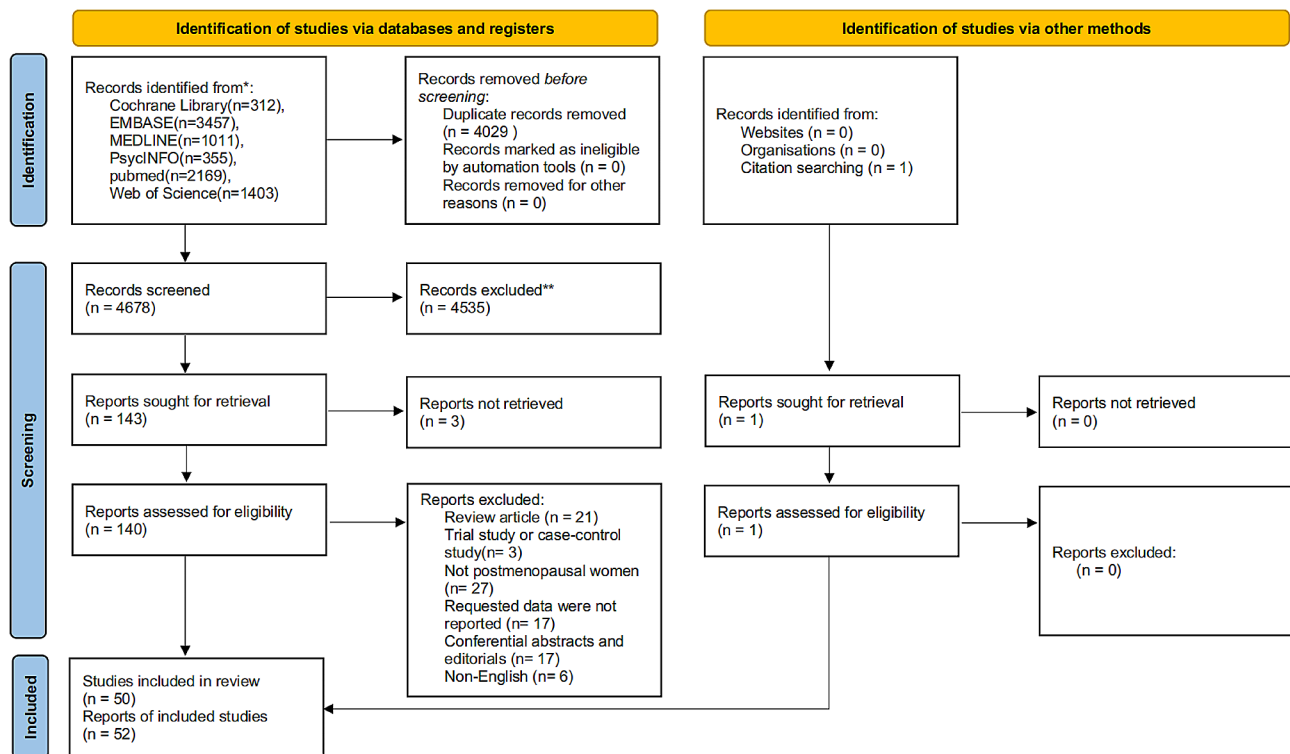 Identification of studies via databases and registers
Identification of studies via other methods
Identification
Records identified from*:
Cochrane Library(n=312),
EMBASE(n=3457),
MEDLINE(n=1011),
PsycINFO(n=355),
pubmed(n=2169),
Web of Science(n=1403)
Records removed before
screening:
Duplicate records removed
(n = 4029 )
Records marked as ineligible
by automation tools (n = 0)
Records removed for other
reasons (n = 0)
Records identified from:
Websites (n = 0)
Organisations (n = 0)
Citation searching (n = 1)
Screening
Records screened
(n = 4678)
Records excluded**
(n = 4535)
Reports sought for retrieval
(n = 143)
Reports not retrieved
(n = 3)
Reports sought for retrieval
(n = 1)
Reports not retrieved
(n = 0)
Reports assessed for eligibility
(n = 140)
Reports excluded:
Review article (n = 21)
Trial study or case-control
study(n= 3)
Not postmenopausal women
(n= 27)
Requested data were not
reported (n= 17)
Conferential abstracts and
editorials (n= 17)
Non-English (n= 6)
Reports assessed for eligibility
(n = 1)
Reports excluded:
(n = 0)
Included
Studies included in review
(n = 50)
Reports of included studies
(n = 52)